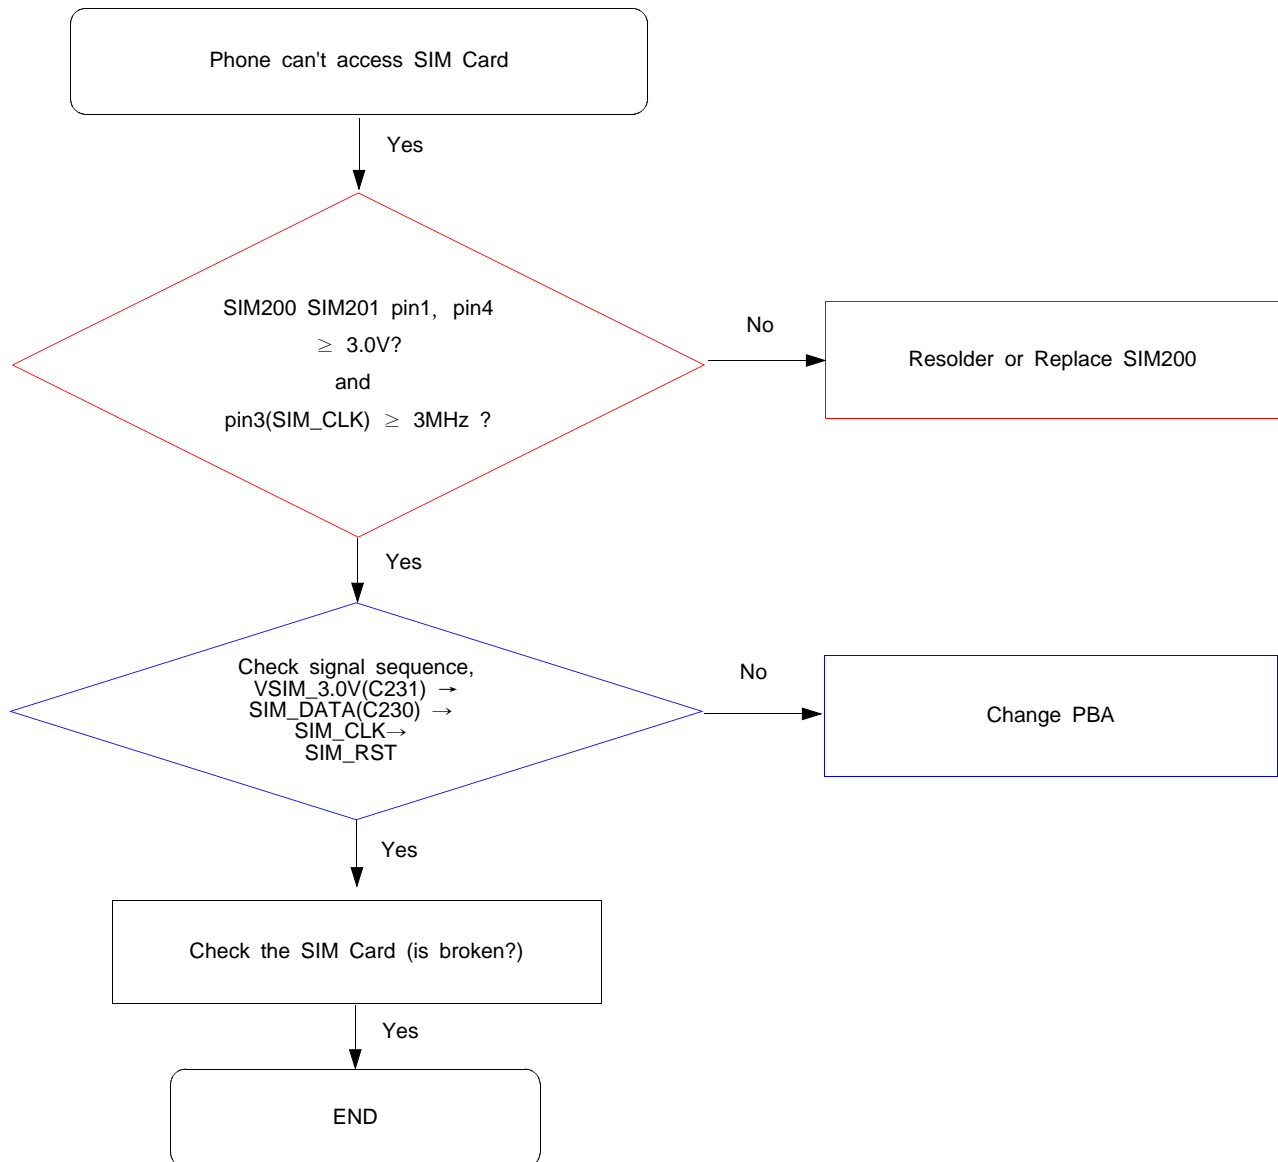 Phone can't access SIM Card
Yes
SIM200 SIM201 pin1, pin4
≥ 3.0V?
and
pin3(SIM_CLK) ≥ 3MHz ?
No
Resolder or Replace SIM200
Yes
Check signal sequence,
VSIM_3.0V(C231) →
SIM_DATA(C230) →
SIM_CLK→
SIM_RST
No
Change PBA
Yes
Check the SIM Card (is broken?)
Yes
END